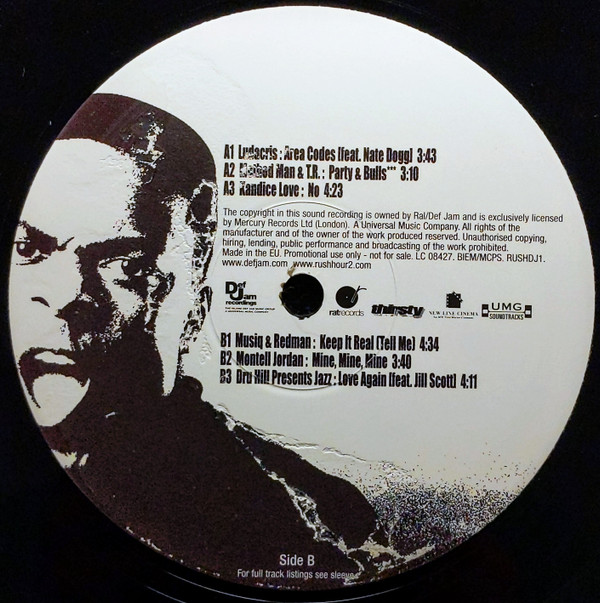 A1 Ludacris : Area Codes (feat. Nate Dogg) 3:43
A2 Method Man & T.R. : Party & Bulls*** 3:10
A3 Kandice Love : No 4:23
The copyright in this sound recording is owned by Ral/Def Jam and is exclusively licensed
by Mercury Records Ltd (London). A Universal Music Company. All rights of the
manufacturer and of the owner of the work produced reserved. Unauthorised copying,
hiring, lending, public performance and broadcasting of the work prohibited.
Made in the EU. Promotional use only - not for sale. LC 08427. BIEM/MCPS. RUSHDJ1.
www.defjam.com www.rushhour2.com
Def
Jam
recordings
ratrecords
thirsty
NEW LINE CINEMA
UMG
SOUNDTRACKS
B1 Musiq & Redman : Keep It Real (Tell Me) 4:34
B2 Montell Jordan : Mine, Mine, Mine 3:40
B3 Dru Hill Presents Jazz : Love Again (feat. Jill Scott) 4:11
Side B
For full track listings see sleeve